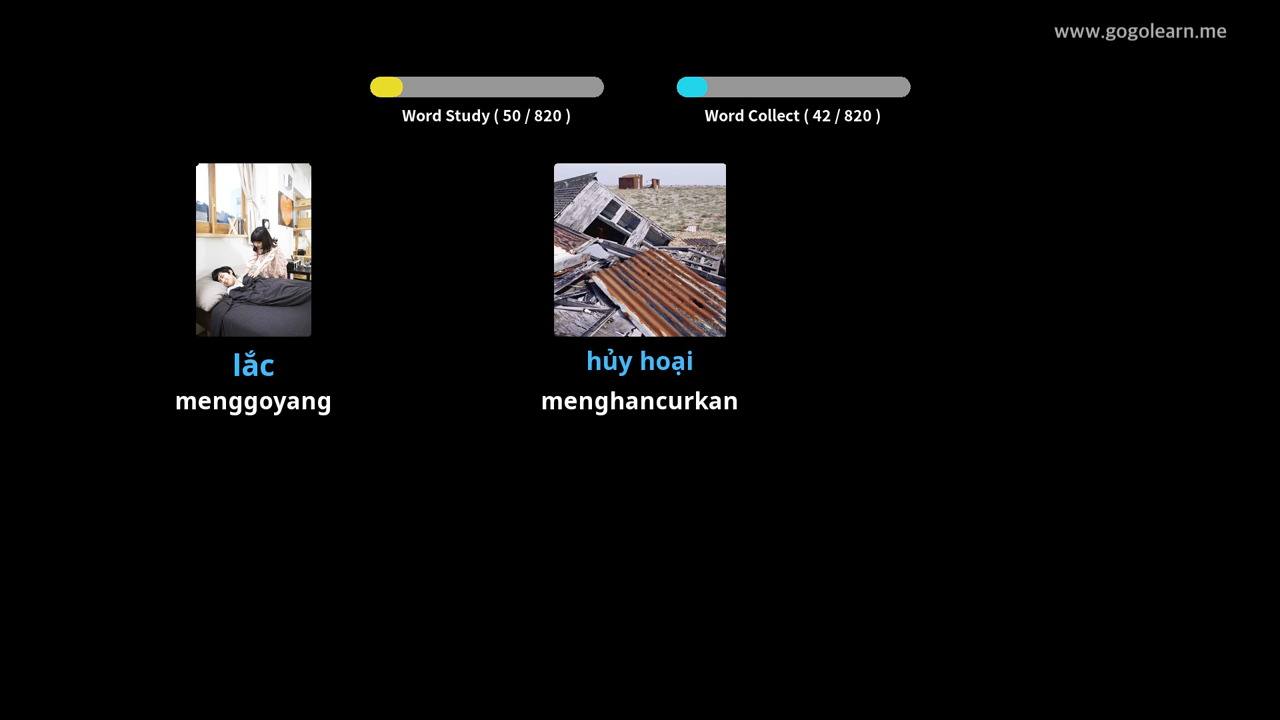 www.gogolearn.me
Word Study ( 50 / 820 )
Word Collect ( 42 / 820 )
lắc
menggoyang
hủy hoại
menghancurkan